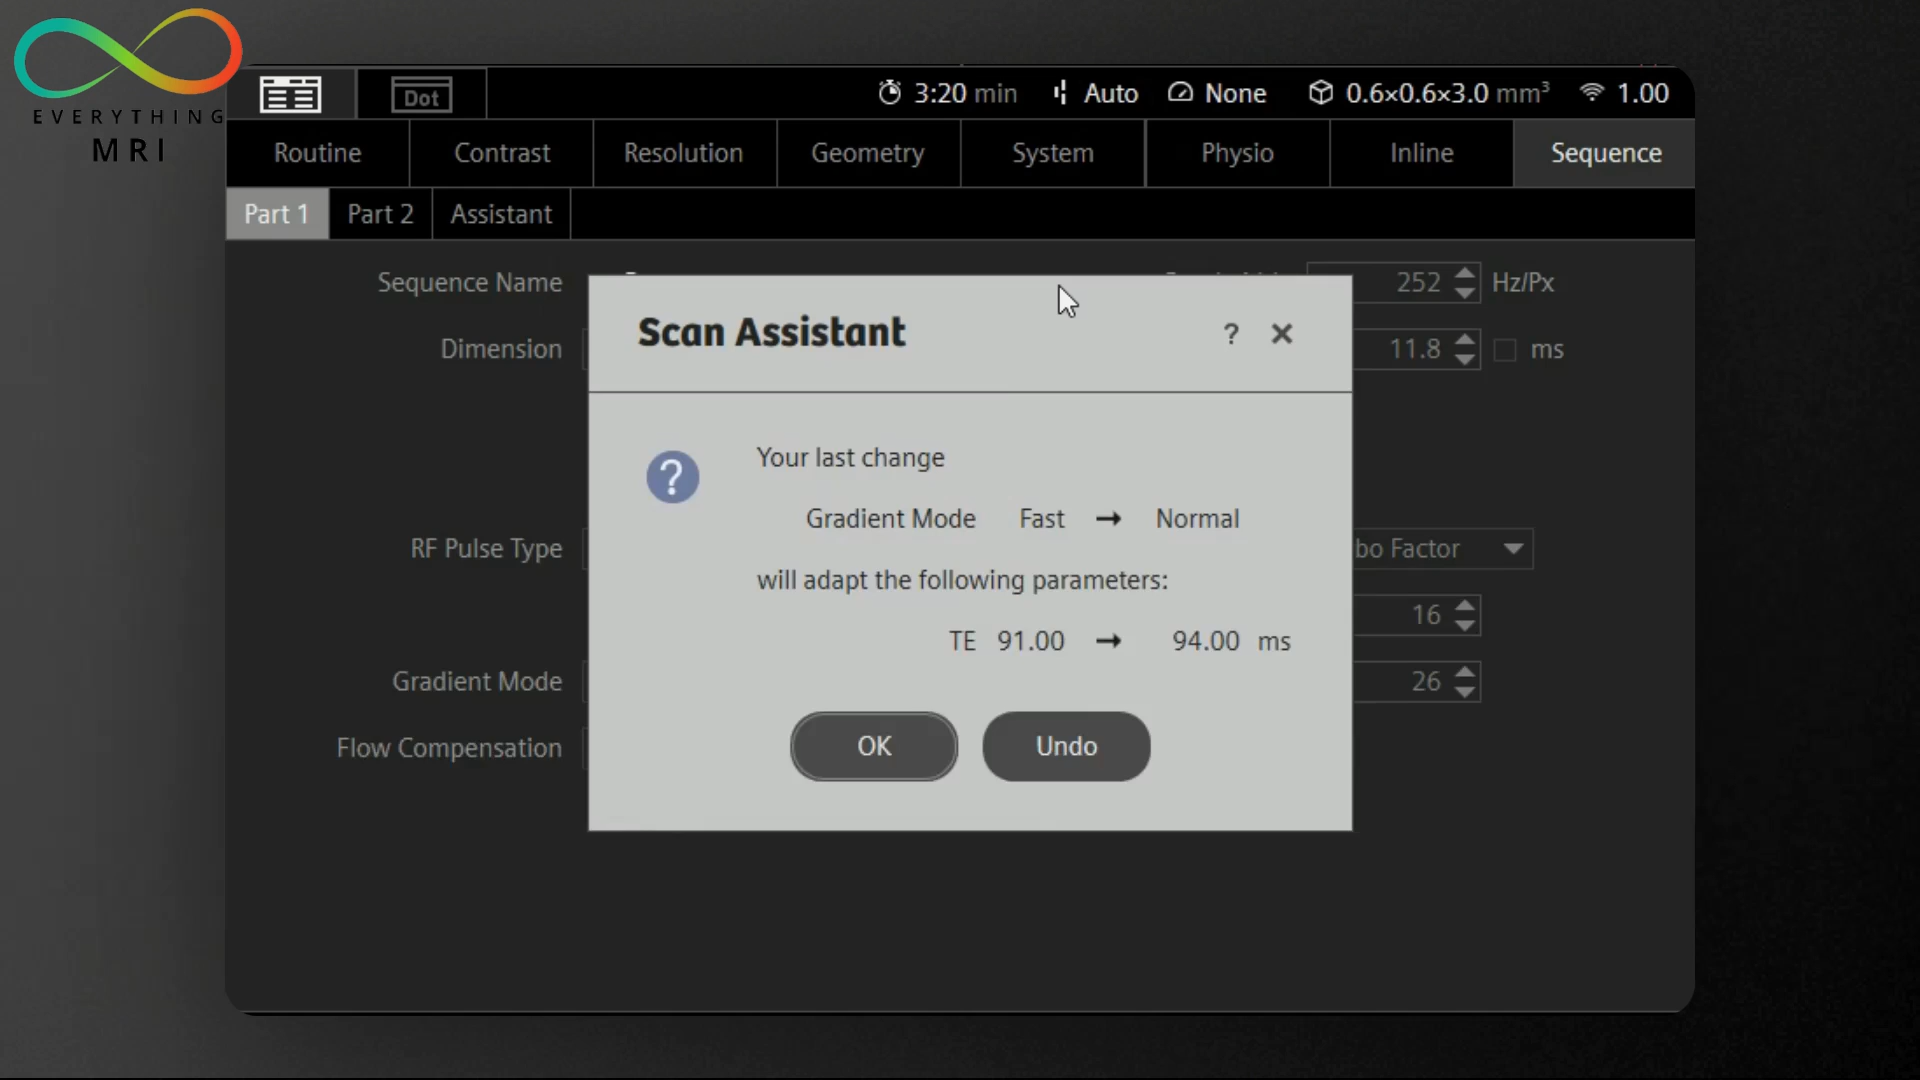 EVERYTHING
MRI
Dot
3:20 min Auto None 0.6×0.6×3.0 mm³ 1.00
Routine Contrast Resolution Geometry System Physio Inline Sequence
Part 1 Part 2 Assistant
Sequence Name 252 Hz/Px
Scan Assistant ? ×
Dimension 11.8 ms
?
Your last change
Gradient Mode Fast → Normal
RF Pulse Type bo Factor
will adapt the following parameters:
16
TE 91.00 → 94.00 ms
Gradient Mode 26
Flow Compensation
OK Undo